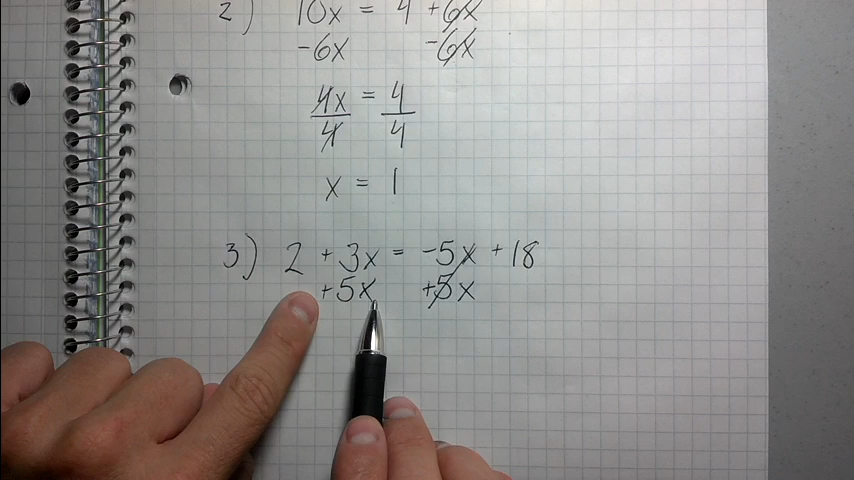 2) 10x = 4 + 6x
-6x -6x
4x = 4
4 4
x = 1
3) 2 + 3x = -5x + 18
+5x +5x